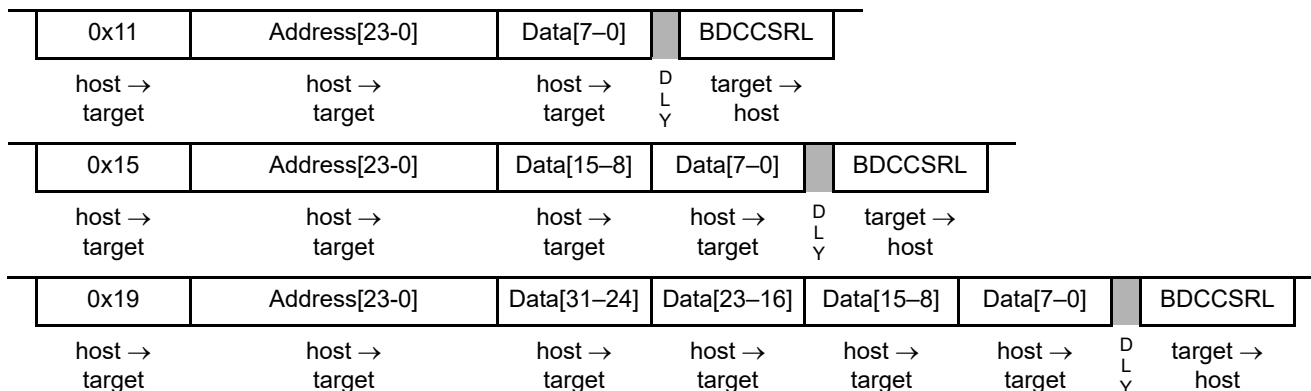 0x11 Address[23-0] Data[7–0] BDCCSRL
host → host → host → D L Y target →
target target target host
0x15 Address[23-0] Data[15–8] Data[7–0] BDCCSRL
host → host → host → host → D L Y target →
target target target target host
0x19 Address[23-0] Data[31–24] Data[23–16] Data[15–8] Data[7–0] BDCCSRL
host → host → host → host → host → host → D L Y target →
target target target target target target host